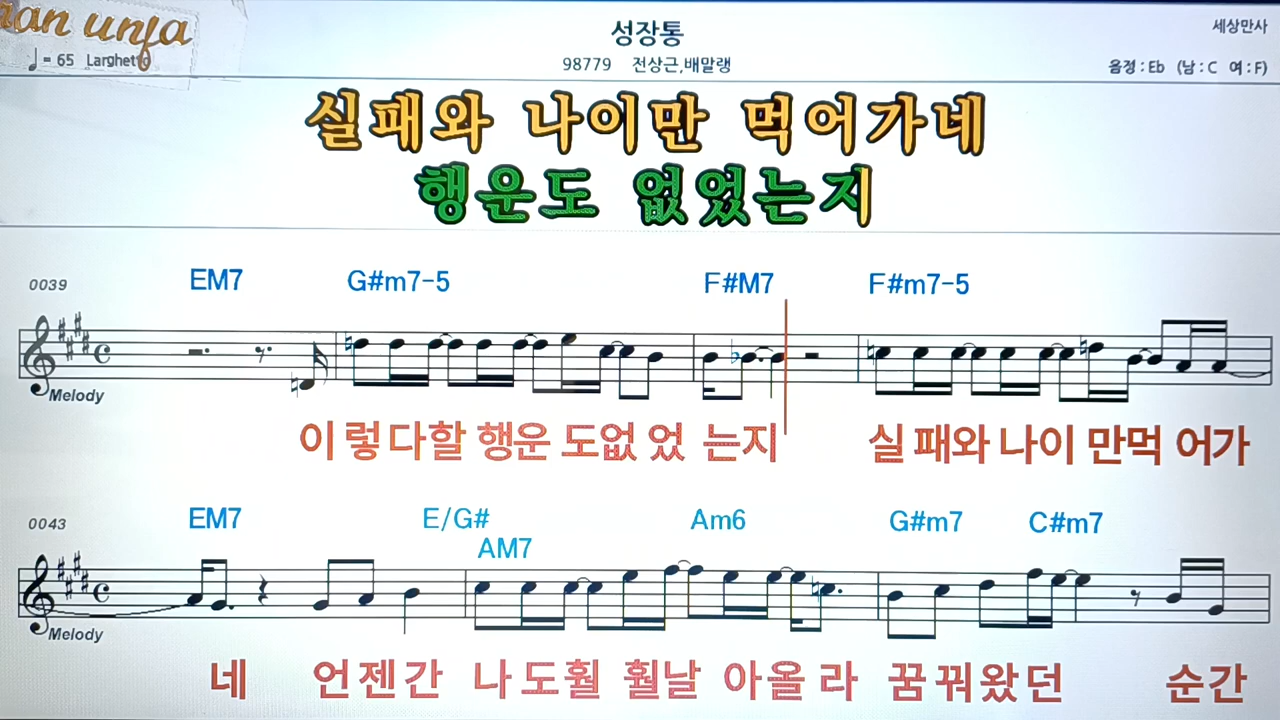 성장통
세상만사
= 65 Larghetto
98779 전상근,배말랭
음정 : Eb (남 : C 여 : F)
실패와 나이만 먹어가네
행운도 없었는지
0039
EM7 G#m7-5 F#M7 F#m7-5
Melody
이렇다할 행운 도없 었 는지 실패와 나이 만먹 어가
0043
EM7 E/G# AM7 Am6 G#m7 C#m7
Melody
네 언젠간 나도훨 훨날 아올라 꿈꿔왔던 순간